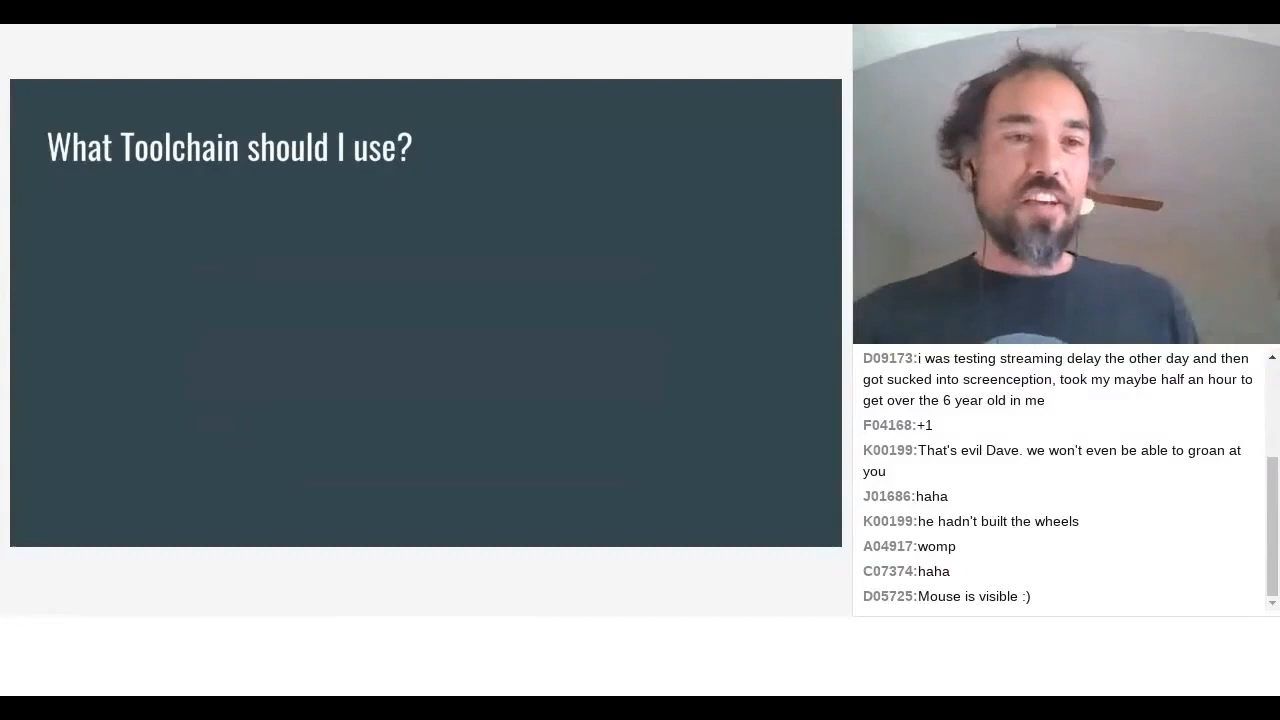 What Toolchain should I use?
D09173:i was testing streaming delay the other day and then
got sucked into screenception, took my maybe half an hour to
get over the 6 year old in me
F04168:+1
K00199:That's evil Dave. we won't even be able to groan at
you
J01686:haha
K00199:he hadn't built the wheels
A04917:womp
C07374:haha
D05725:Mouse is visible :)